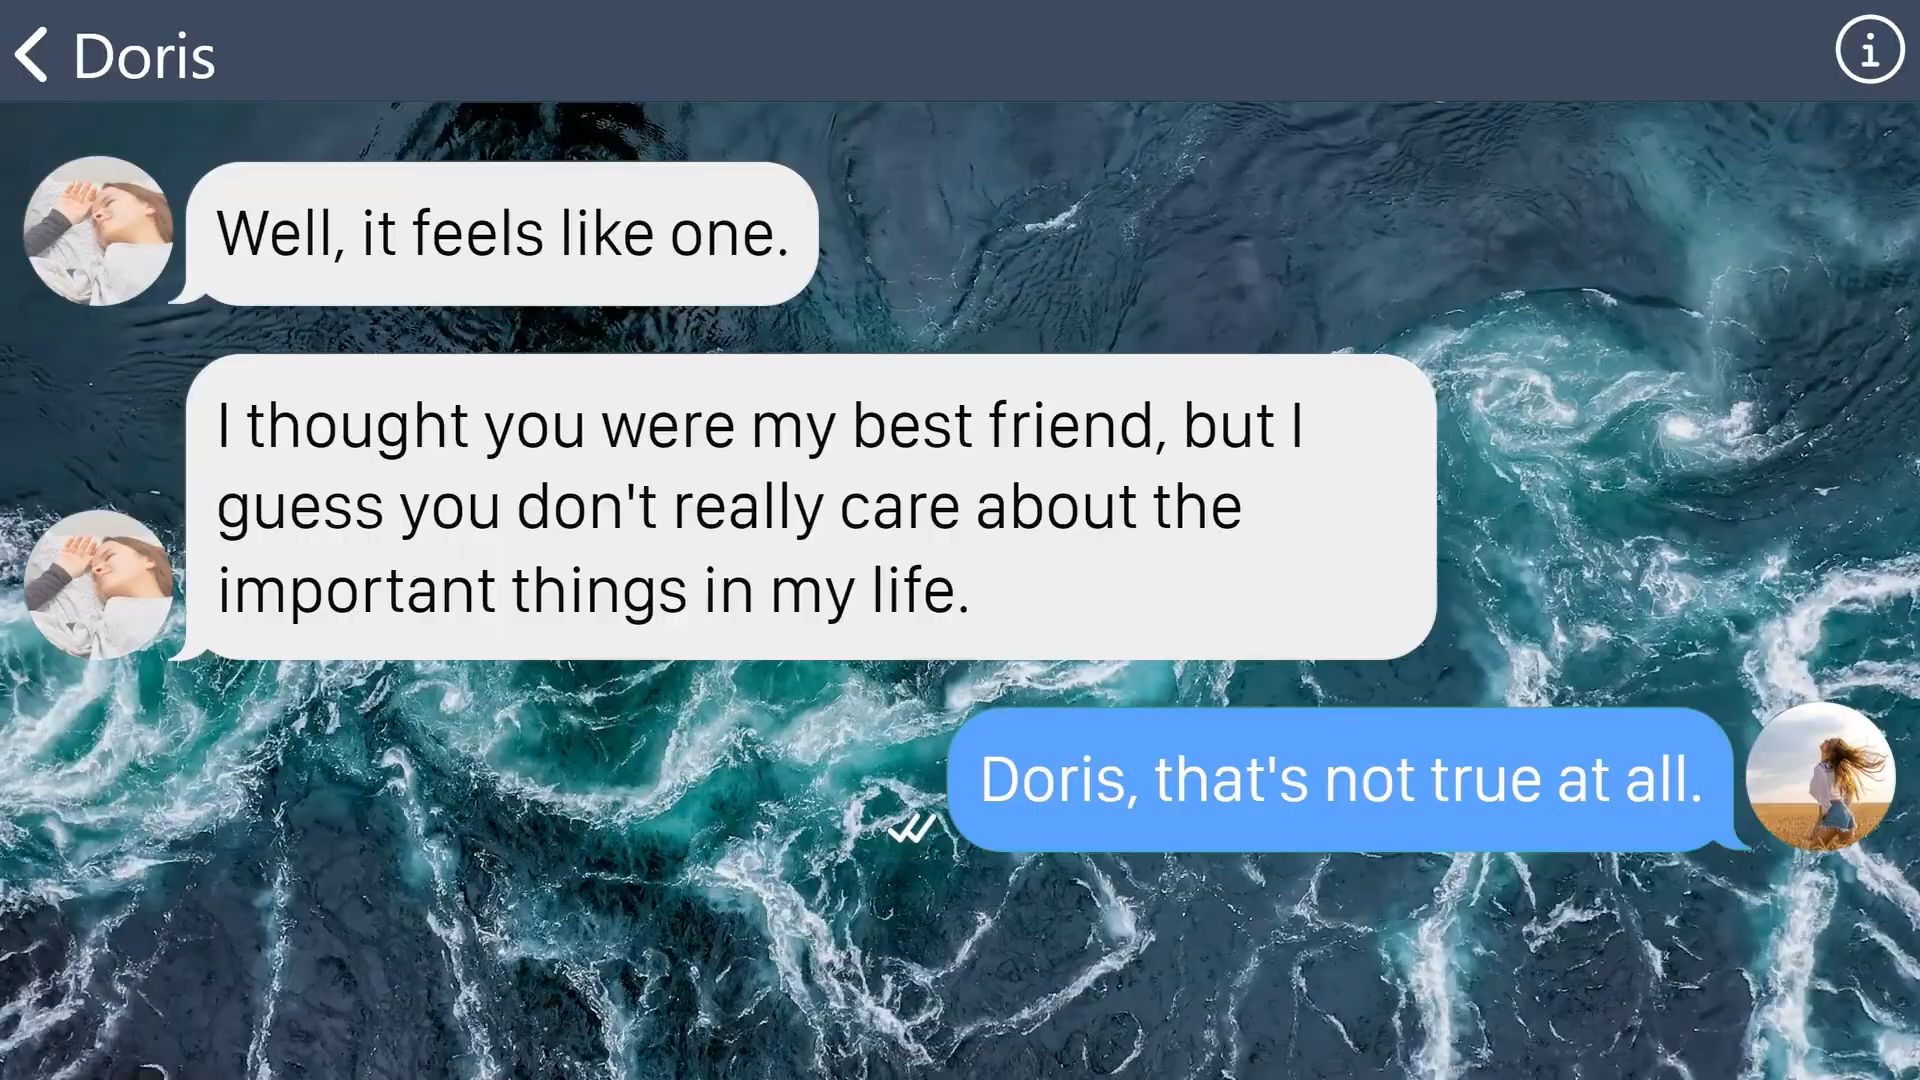 Doris
Well, it feels like one.
I thought you were my best friend, but I
guess you don't really care about the
important things in my life.
Doris, that's not true at all.